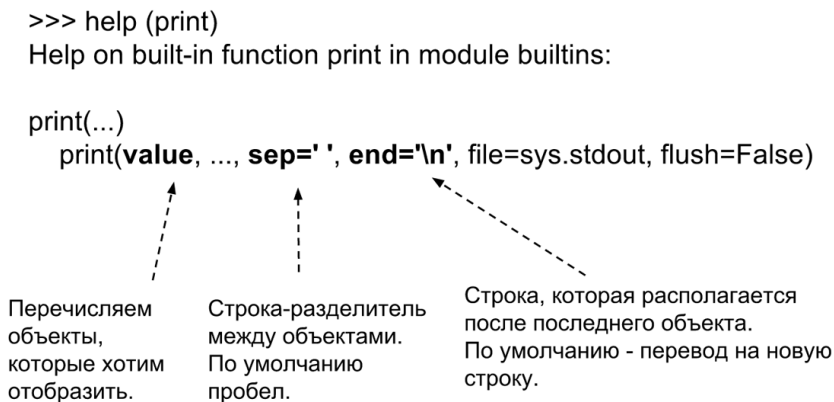 >>> help (print)
Help on built-in function print in module builtins:
print(...)
print(value, ..., sep=' ', end='\n', file=sys.stdout, flush=False)
Перечисляем
объекты,
которые хотим
отобразить.
Строка-разделитель
между объектами.
По умолчанию
пробел.
Строка, которая располагается
после последнего объекта.
По умолчанию - перевод на новую
строку.